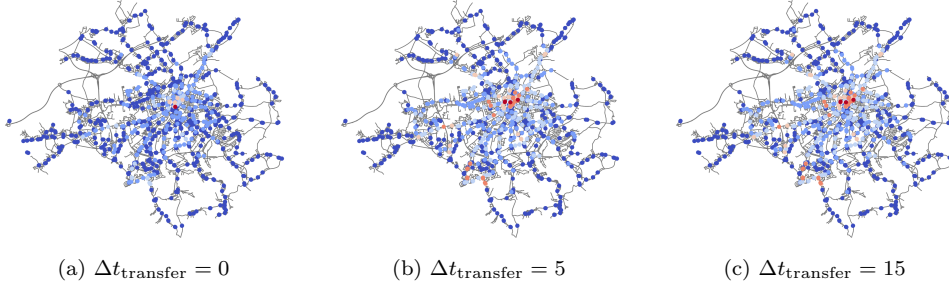 (a) Δt_transfer = 0
(b) Δt_transfer = 5
(c) Δt_transfer = 15